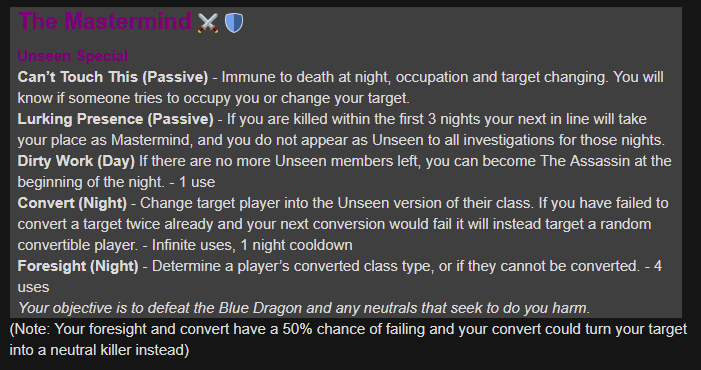 The Mastermind
Unseen Special
Can’t Touch This (Passive) - Immune to death at night, occupation and target changing. You will
know if someone tries to occupy you or change your target.
Lurking Presence (Passive) - If you are killed within the first 3 nights your next in line will take
your place as Mastermind, and you do not appear as Unseen to all investigations for those nights.
Dirty Work (Day) If there are no more Unseen members left, you can become The Assassin at the
beginning of the night. - 1 use
Convert (Night) - Change target player into the Unseen version of their class. If you have failed to
convert a target twice already and your next conversion would fail it will instead target a random
convertible player. - Infinite uses, 1 night cooldown
Foresight (Night) - Determine a player’s converted class type, or if they cannot be converted. - 4
uses
Your objective is to defeat the Blue Dragon and any neutrals that seek to do you harm.
(Note: Your foresight and convert have a 50% chance of failing and your convert could turn your target
into a neutral killer instead)